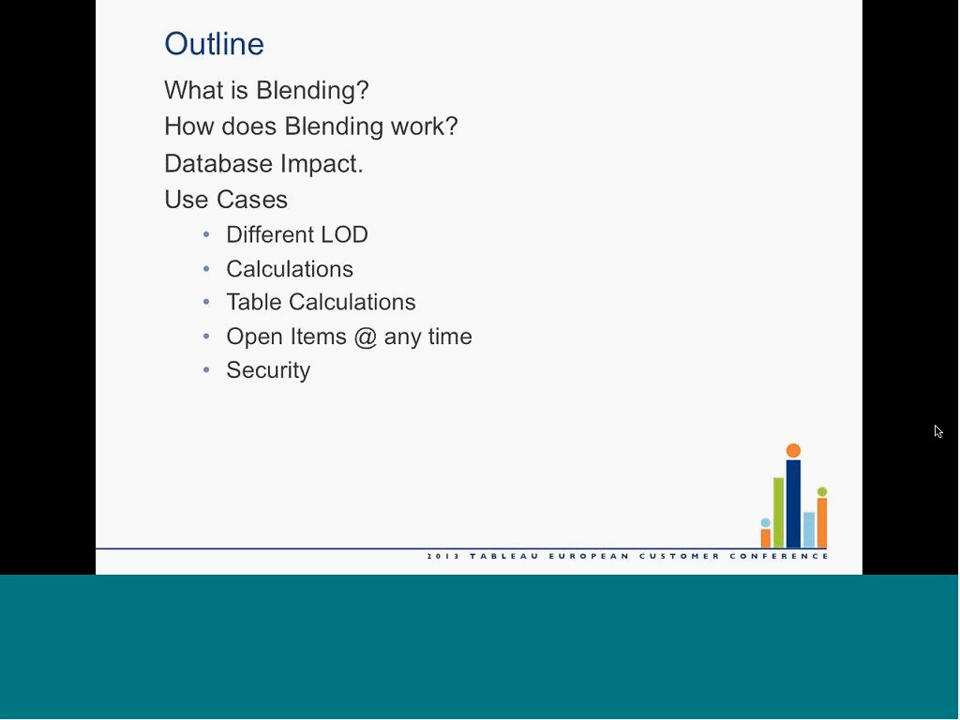 Outline
What is Blending?
How does Blending work?
Database Impact.
Use Cases
• Different LOD
• Calculations
• Table Calculations
• Open Items @ any time
• Security
2013 TABLEAU EUROPEAN CUSTOMER CONFERENCE